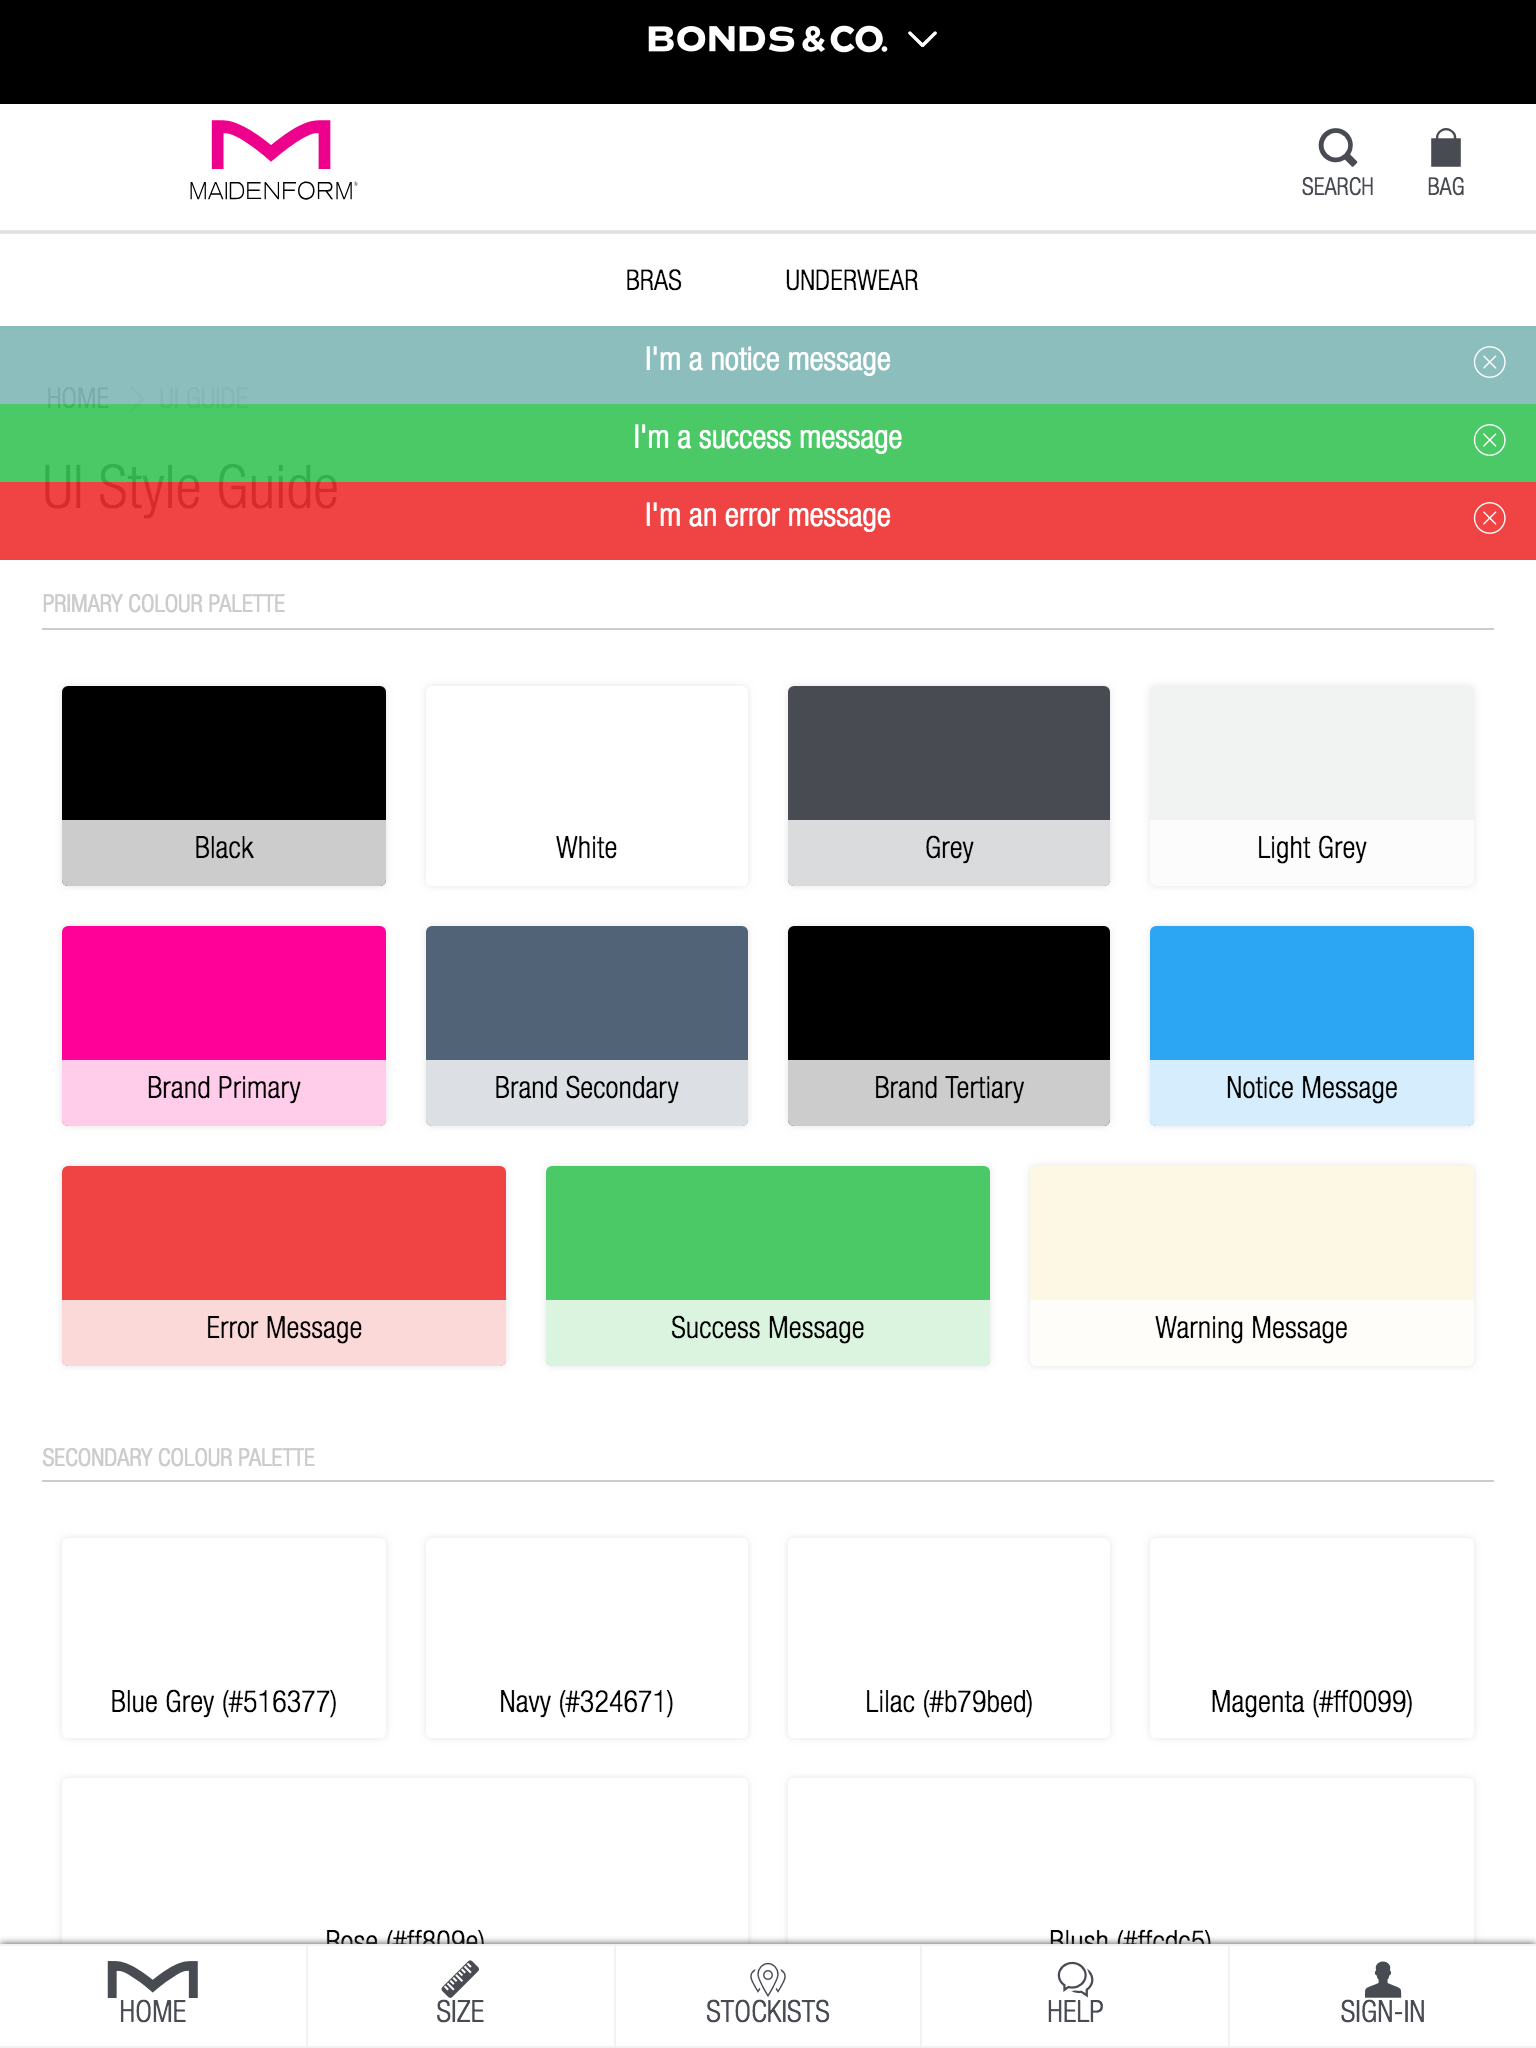 BONDS & CO.
MAIDENFORM®
SEARCH
BAG
BRAS
UNDERWEAR
I'm a notice message
HOME UI GUIDE
I'm a success message
UI Style Guide
I'm an error message
PRIMARY COLOUR PALETTE
Black
White
Grey
Light Grey
Brand Primary
Brand Secondary
Brand Tertiary
Notice Message
Error Message
Success Message
Warning Message
SECONDARY COLOUR PALETTE
Blue Grey (#516377)
Navy (#324671)
Lilac (#b79bed)
Magenta (#ff0099)
Rose (#ff809e)
Blush (#ffcdc5)
HOME
SIZE
STOCKISTS
HELP
SIGN-IN